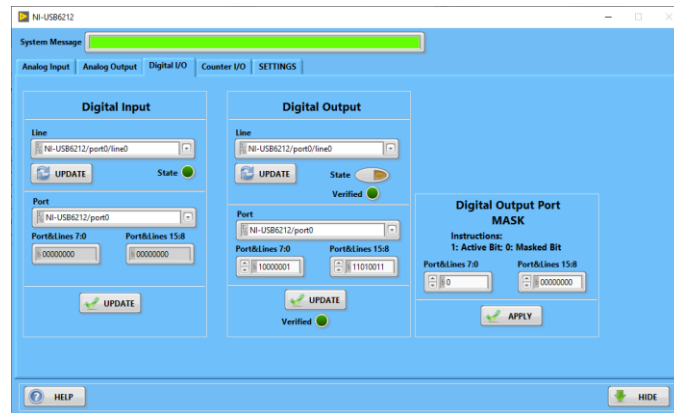 NI-USB6212
System Message
Analog Input Analog Output Digital I/O Counter I/O SETTINGS
Digital Input
Line
NI-USB6212/port0/line0
UPDATE State
Port
NI-USB6212/port0
Port&Lines 7:0 Port&Lines 15:8
00000000 00000000
UPDATE
Digital Output
Line
NI-USB6212/port0/line0
UPDATE State
Verified
Port
NI-USB6212/port0
Port&Lines 7:0 Port&Lines 15:8
10000001 11010011
UPDATE
Verified
Digital Output Port
MASK
Instructions:
1: Active Bit; 0: Masked Bit
Port&Lines 7:0 Port&Lines 15:8
0 00000000
APPLY
HELP HIDE